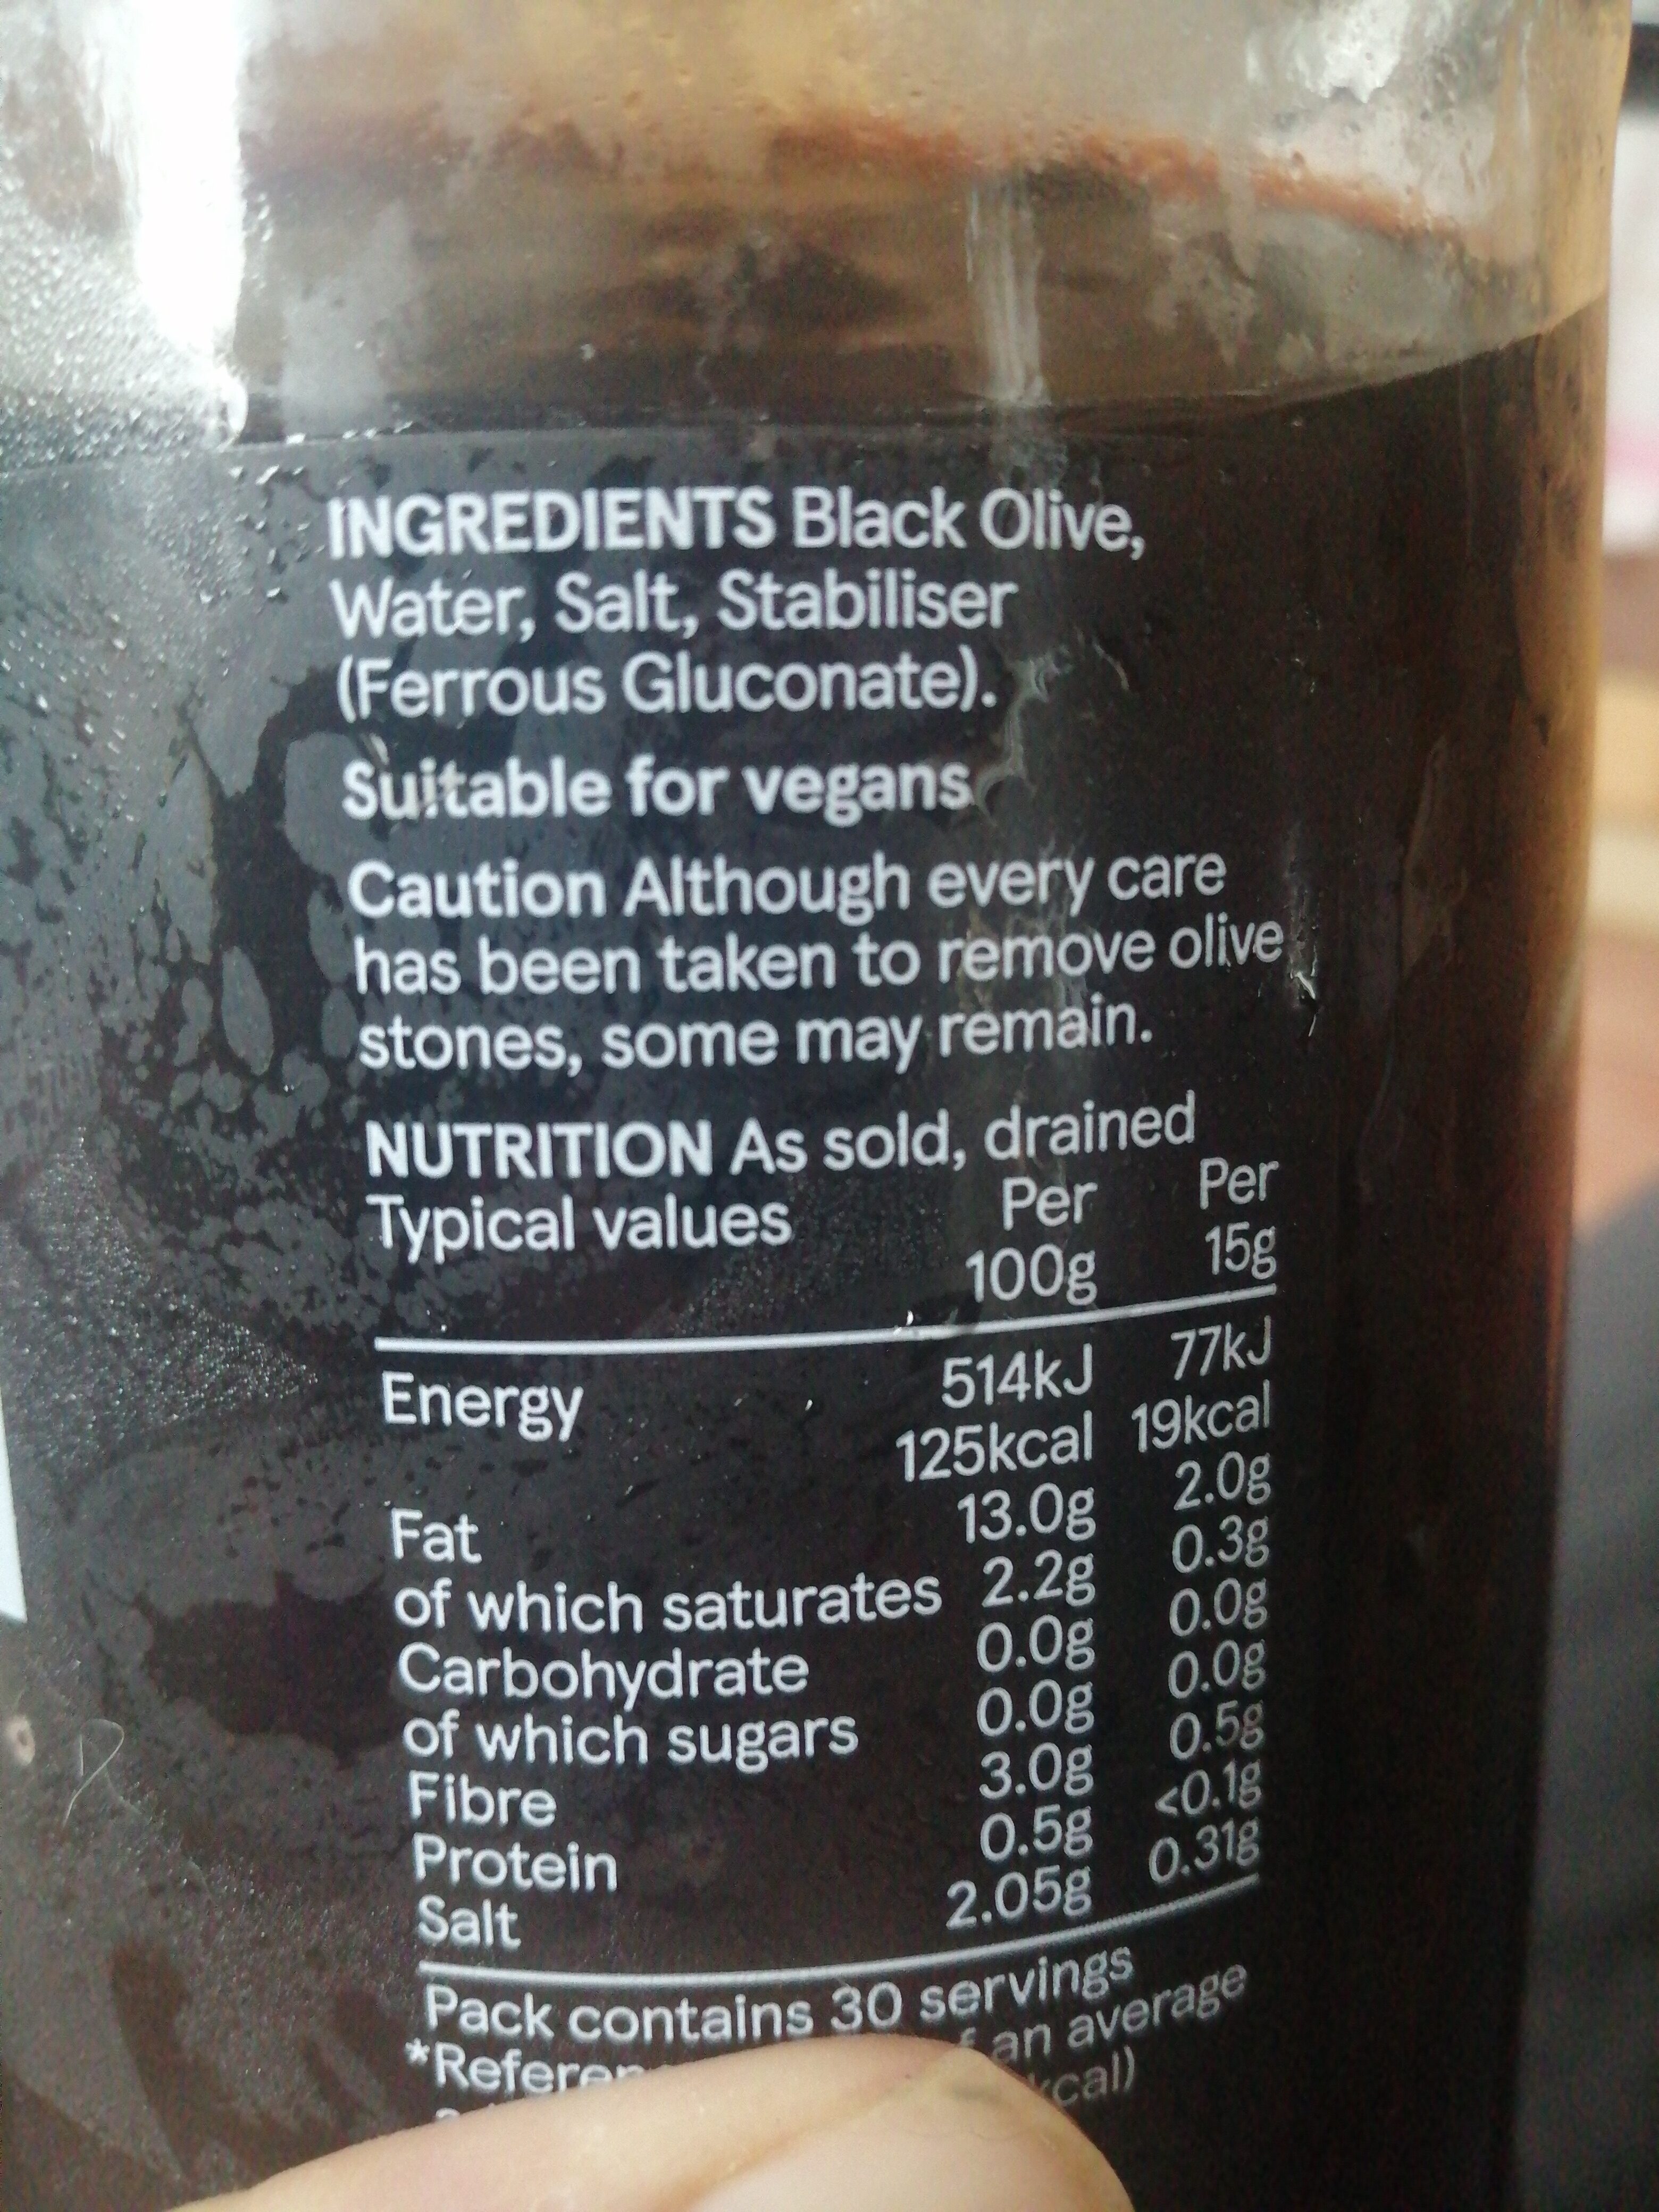 INGREDIENTS Black Olive,
Water, Salt, Stabiliser
(Ferrous Gluconate).
Suitable for vegans
Caution Although every care
has been taken to remove olive
stones, some may remain.
NUTRITION As sold, drained
Typical values Per 100g Per 15g
Energy 514kJ 77kJ
125kcal 19kcal
Fat 13.0g 2.0g
of which saturates 2.2g 0.3g
Carbohydrate 0.0g 0.0g
of which sugars 0.0g 0.0g
Fibre 3.0g 0.5g
Protein 0.5g <0.1g
Salt 2.05g 0.31g
Pack contains 30 servings
an average
kcal)